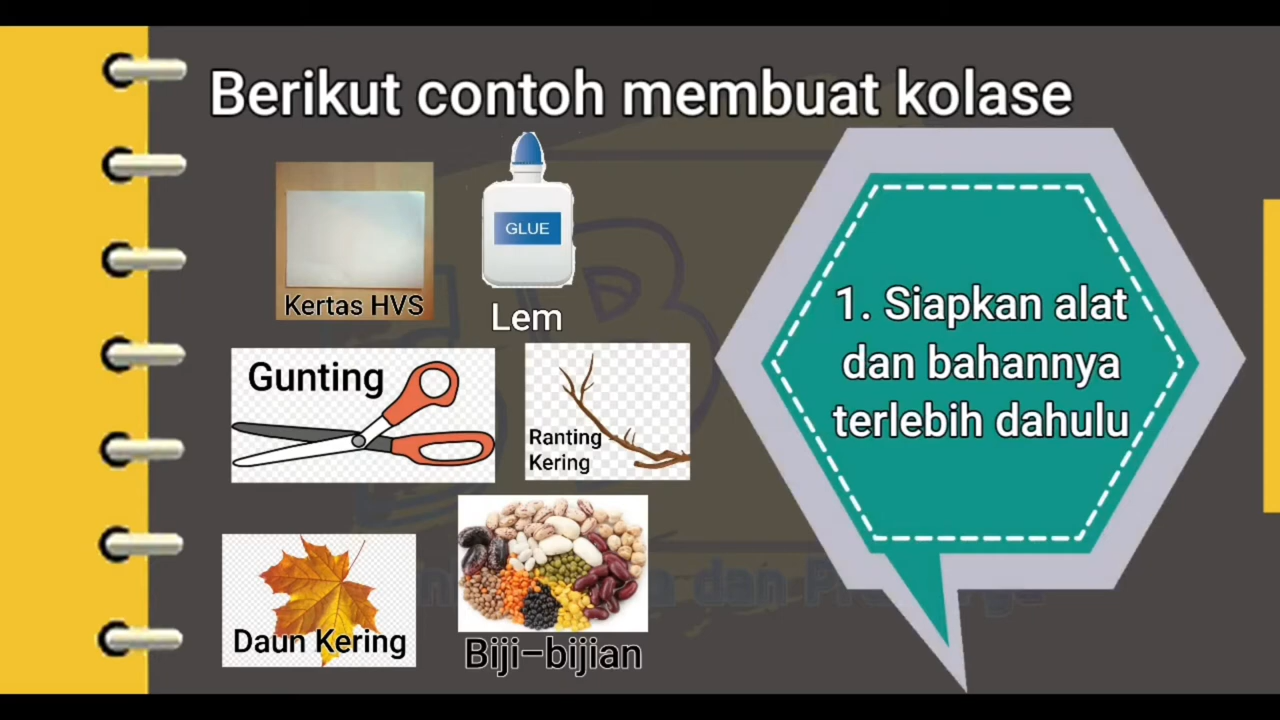 Berikut contoh membuat kolase
Kertas HVS
GLUE
Lem
Gunting
Ranting
Kering
Daun Kering
Biji-bijian
1. Siapkan alat
dan bahannya
terlebih dahulu